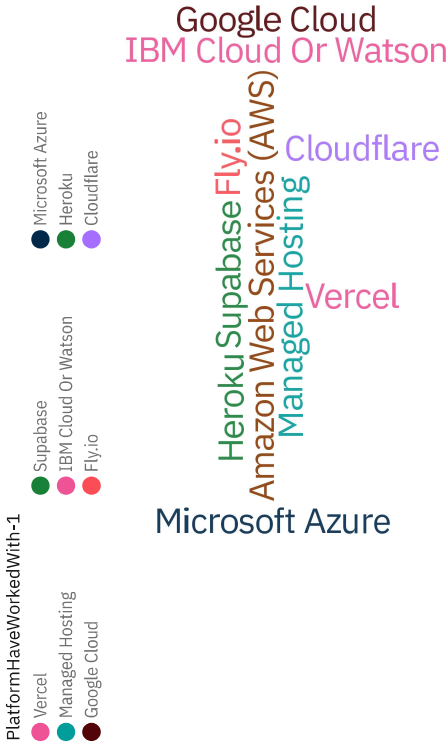 Google Cloud
IBM Cloud Or Watson
Fly.io
Amazon Web Services (AWS)
Cloudflare
Supabase
Managed Hosting
Vercel
Heroku
Microsoft Azure
PlatformHaveWorkedWith-1
Vercel
Supabase
Microsoft Azure
Managed Hosting
IBM Cloud Or Watson
Heroku
Google Cloud
Fly.io
Cloudflare